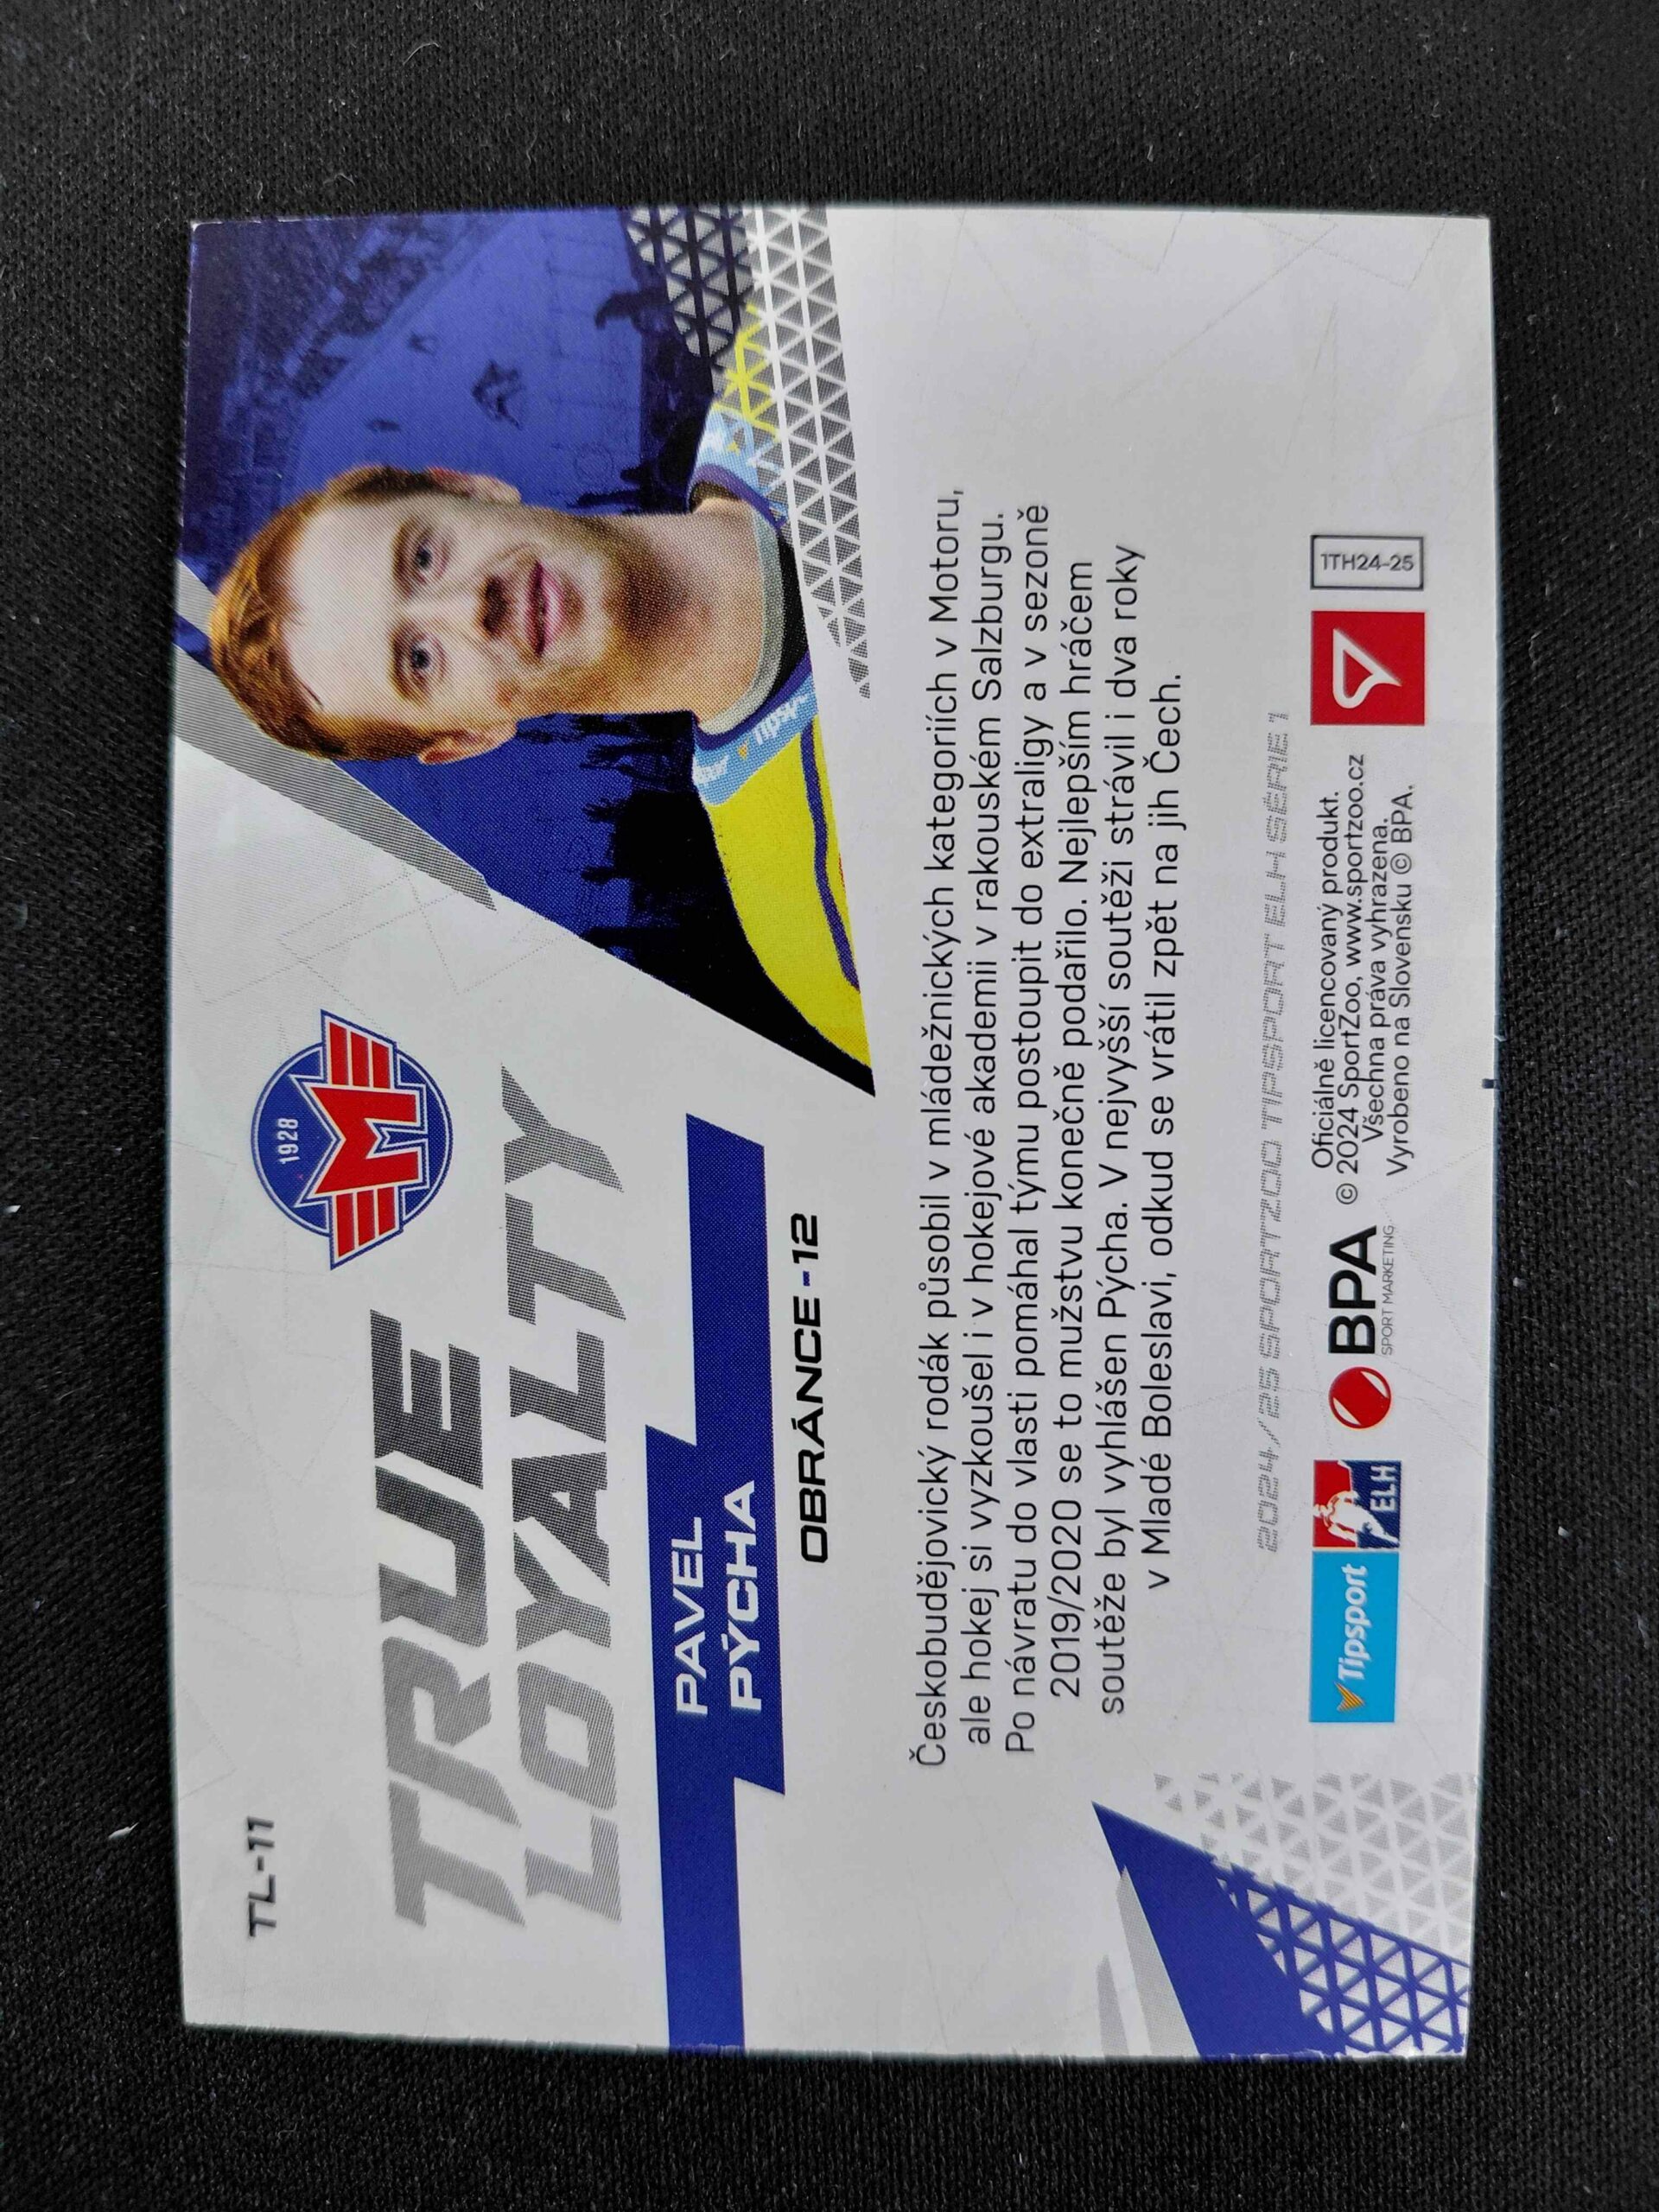 TL-11
1928
M
TRUE
LOYALTY
PAVEL
PÝCHA
OBRÁNCE - 12
Tipsport
Českobudějovický rodák působil v mládežnických kategoriích v Motoru,
ale hokej si vyzkoušel i v hokejové akademii v rakouském Salzburgu.
Po návratu do vlasti pomáhal týmu postoupit do extraligy a v sezoně
2019/2020 se to mužstvu konečně podařilo. Nejlepším hráčem
soutěže byl vyhlášen Pýcha. V nejvyšší soutěži strávil i dva roky
v Mladé Boleslavi, odkud se vrátil zpět na jih Čech.
2024/25 SPORTZOO TIPSPORT ELH SÉRIE 1
Tipsport
ELH
BPA
SPORT MARKETING
Oficiálně licencovaný produkt.
© 2024 SportZoo, www.sportzoo.cz
Všechna práva vyhrazena.
Vyrobeno na Slovensku © BPA.
1TH24-25